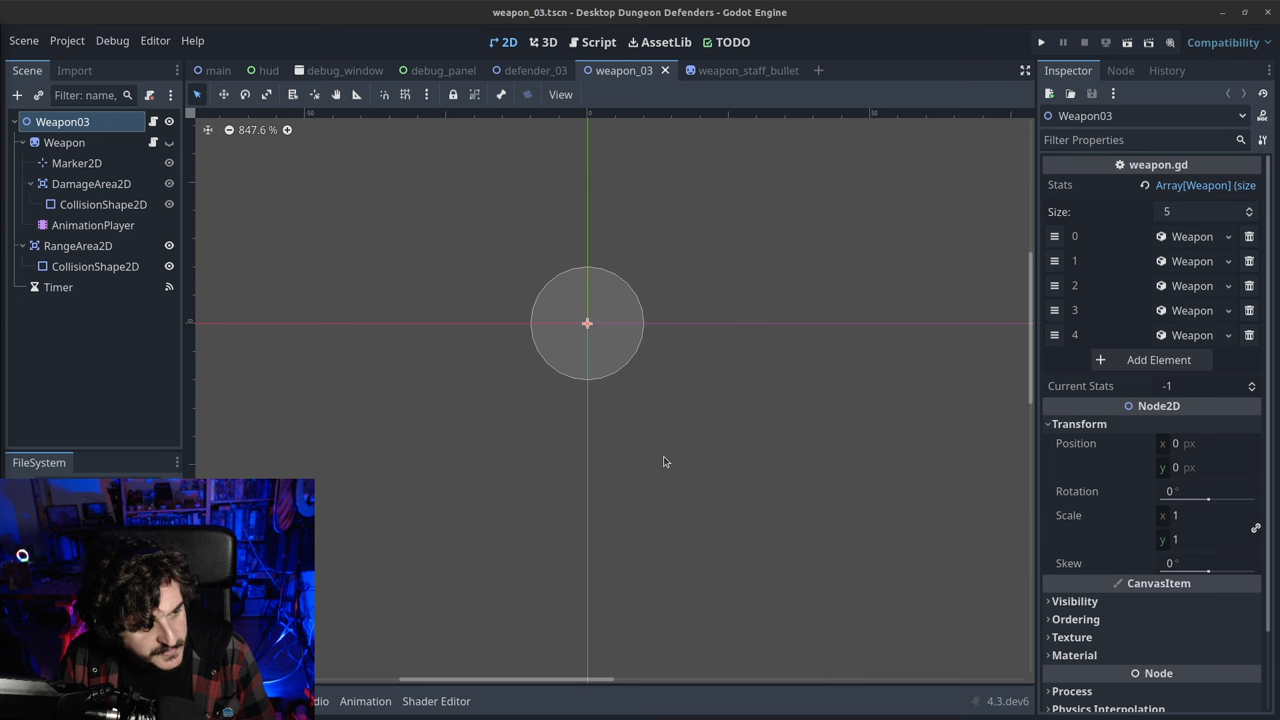 weapon_03.tscn - Desktop Dungeon Defenders - Godot Engine
Scene Project Debug Editor Help
2D 3D Script AssetLib TODO
Compatibility
Scene Import
main hud debug_window debug_panel defender_03 weapon_03 weapon_staff_bullet
Inspector Node History
Filter: name,
View
Weapon03
Weapon
Marker2D
DamageArea2D
CollisionShape2D
AnimationPlayer
RangeArea2D
CollisionShape2D
Timer
FileSystem
-50 0 50
847.6 %
0
dio Animation Shader Editor
4.3.dev6
Weapon03
Filter Properties
weapon.gd
Stats Array[Weapon] (size
Size: 5
0 Weapon
1 Weapon
2 Weapon
3 Weapon
4 Weapon
Add Element
Current Stats -1
Node2D
Transform
Position x 0 px
y 0 px
Rotation 0 °
Scale x 1
y 1
Skew 0 °
CanvasItem
Visibility
Ordering
Texture
Material
Node
Process
Physics Interpolation